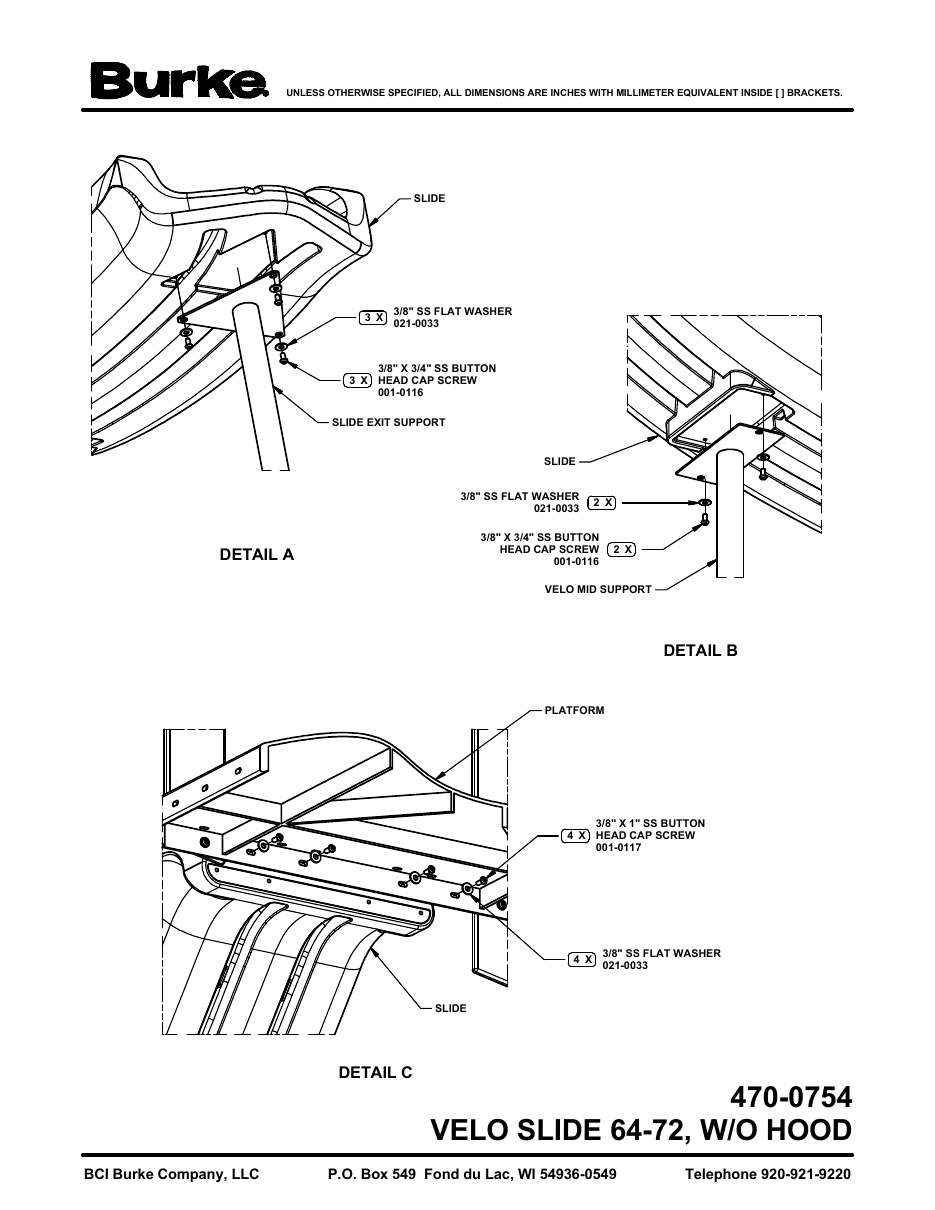 Burke
UNLESS OTHERWISE SPECIFIED, ALL DIMENSIONS ARE INCHES WITH MILLIMETER EQUIVALENT INSIDE [ ] BRACKETS.
SLIDE
3 X 3/8" SS FLAT WASHER
021-0033
3/8" X 3/4" SS BUTTON
3 X HEAD CAP SCREW
001-0116
SLIDE EXIT SUPPORT
DETAIL A
SLIDE
3/8" SS FLAT WASHER 2 X
021-0033
3/8" X 3/4" SS BUTTON
HEAD CAP SCREW 2 X
001-0116
VELO MID SUPPORT
DETAIL B
PLATFORM
3/8" X 1" SS BUTTON
4 X HEAD CAP SCREW
001-0117
4 X 3/8" SS FLAT WASHER
021-0033
SLIDE
DETAIL C
470-0754
VELO SLIDE 64-72, W/O HOOD
BCI Burke Company, LLC P.O. Box 549 Fond du Lac, WI 54936-0549 Telephone 920-921-9220